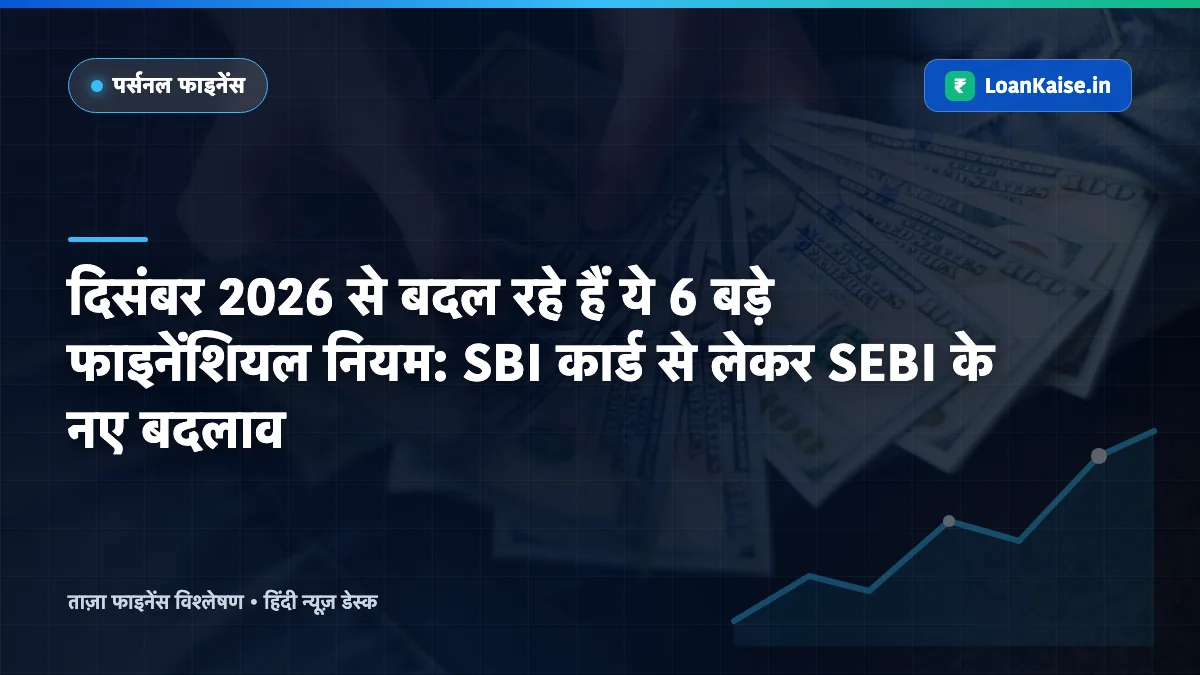 पर्सनल फाइनेंस
₹ LoanKaise.in
दिसंबर 2026 से बदल रहे हैं ये 6 बड़े
फाइनेंशियल नियम: SBI कार्ड से लेकर SEBI के
नए बदलाव
ताज़ा फाइनेंस विश्लेषण • हिंदी न्यूज़ डेस्क